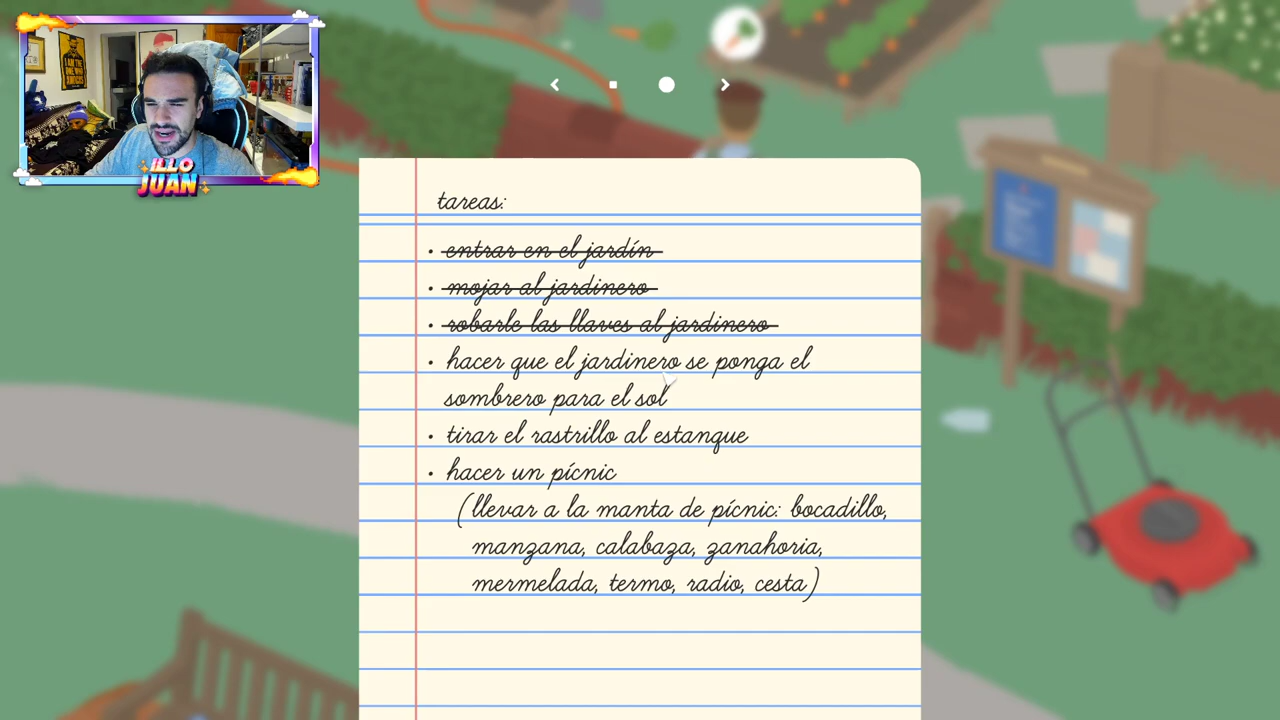 ILLO
JUAN
tareas:
• entrar en el jardín
• mojar al jardinero
• robarle las llaves al jardinero
• hacer que el jardinero se ponga el
sombrero para el sol
• tirar el rastrillo al estanque
• hacer un pícnic
(llevar a la manta de pícnic: bocadillo,
manzana, calabaza, zanahoria,
mermelada, termo, radio, cesta)